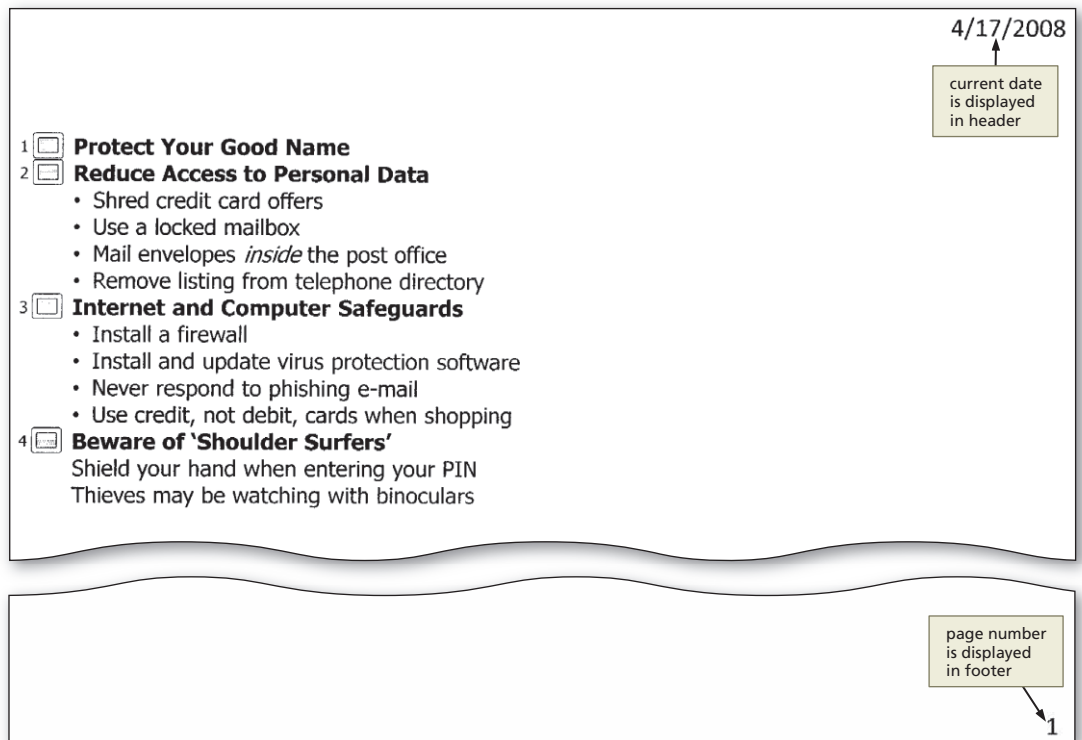 4/17/2008
current date
is displayed
in header
1 Protect Your Good Name
2 Reduce Access to Personal Data
• Shred credit card offers
• Use a locked mailbox
• Mail envelopes inside the post office
• Remove listing from telephone directory
3 Internet and Computer Safeguards
• Install a firewall
• Install and update virus protection software
• Never respond to phishing e-mail
• Use credit, not debit, cards when shopping
4 Beware of ‘Shoulder Surfers’
Shield your hand when entering your PIN
Thieves may be watching with binoculars
page number
is displayed
in footer
1